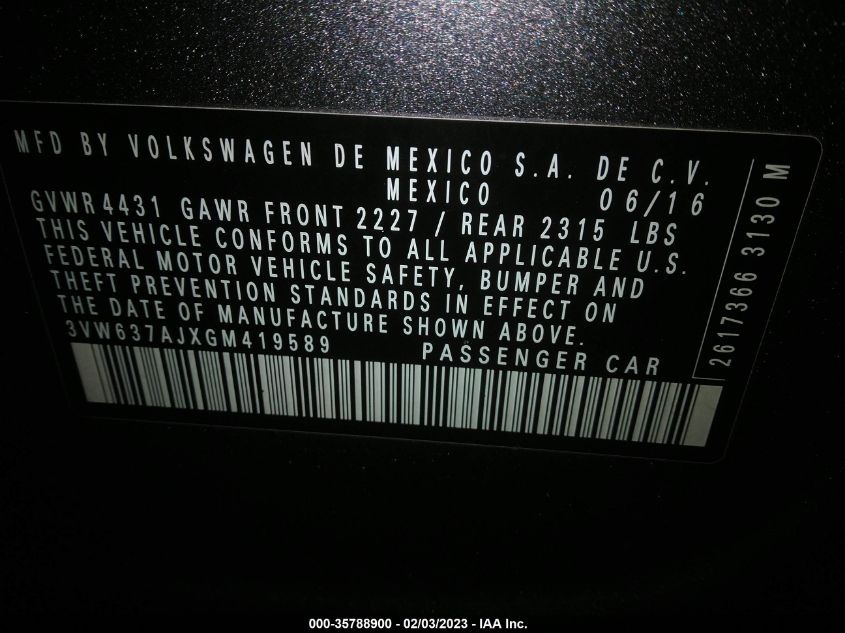 MFD BY VOLKSWAGEN DE MEXICO S.A. DE C.V.
MEXICO 06/16
GVWR 4431 GAWR FRONT 2227 / REAR 2315 LBS
THIS VEHICLE CONFORMS TO ALL APPLICABLE U.S.
FEDERAL MOTOR VEHICLE SAFETY, BUMPER AND
THEFT PREVENTION STANDARDS IN EFFECT ON
THE DATE OF MANUFACTURE SHOWN ABOVE.
3VW637AJXGM419589 PASSENGER CAR
2617366 3130 M
000-35788900 - 02/03/2023 - IAA Inc.